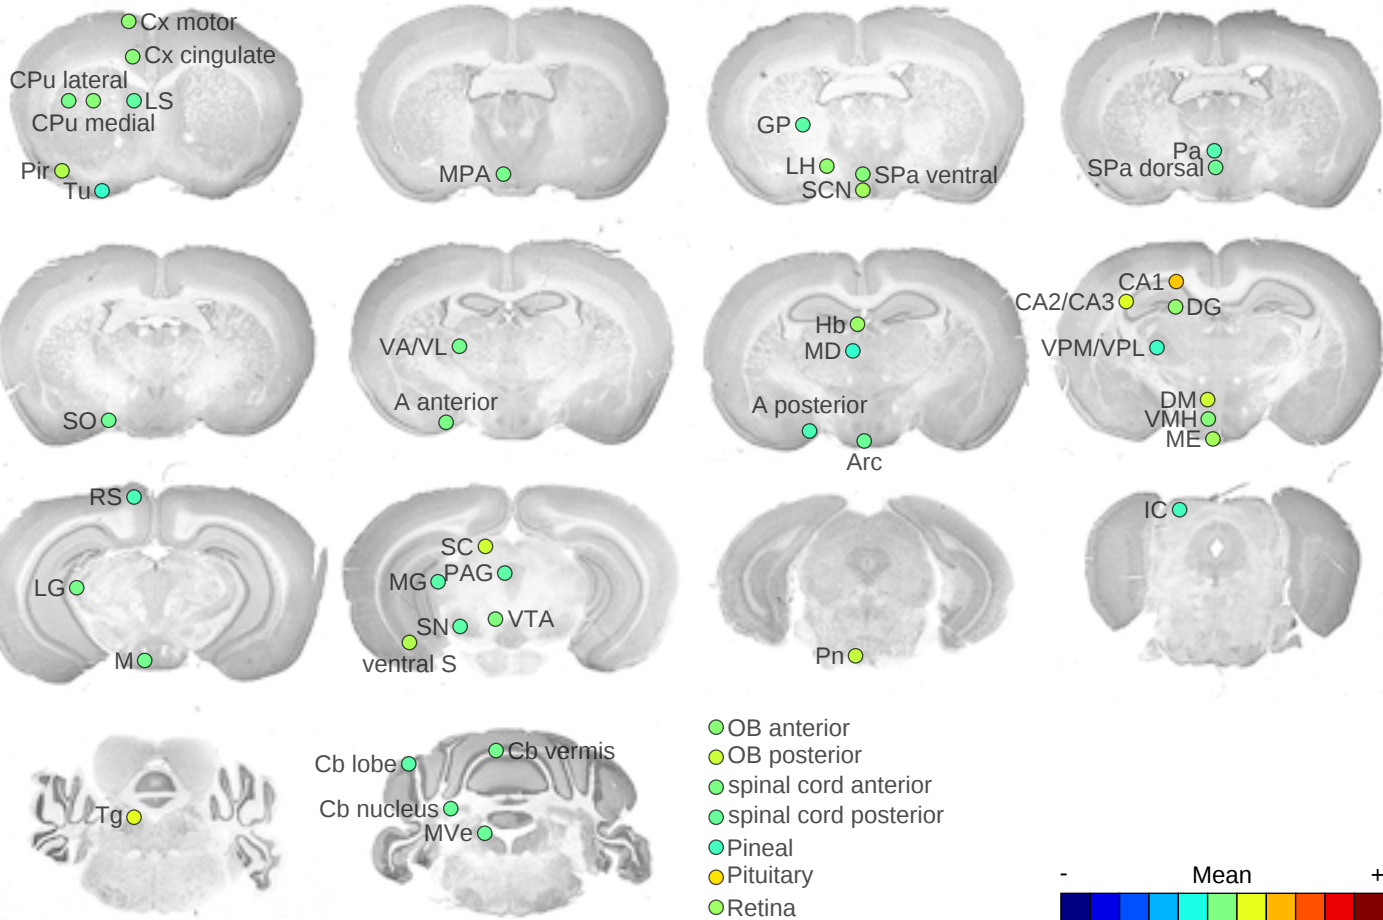 Cx motor
Cx cingulate
CPu lateral
LS
CPu medial
Pir
Tu
MPA
GP
LH
SPa ventral
SCN
Pa
SPa dorsal
SO
VA/VL
A anterior
Hb
MD
A posterior
Arc
CA1
CA2/CA3
DG
VPM/VPL
DM
VMH
ME
RS
LG
M
SC
PAG
MG
SN
VTA
ventral S
Pn
IC
Tg
Cb lobe
Cb vermis
Cb nucleus
MVe
OB anterior
OB posterior
spinal cord anterior
spinal cord posterior
Pineal
Pituitary
Retina
- Mean +